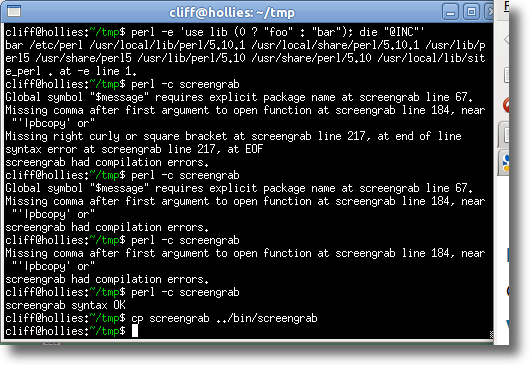 cliff@hollies: ~/tmp
cliff@hollies:~/tmp$ perl -e 'use lib (0 ? "foo" : "bar"); die "@INC"'
bar /etc/perl /usr/local/lib/perl/5.10.1 /usr/local/share/perl/5.10.1 /usr/lib/p
erl5 /usr/share/perl5 /usr/lib/perl/5.10 /usr/share/perl/5.10 /usr/local/lib/sit
e_perl . at -e line 1.
cliff@hollies:~/tmp$ perl -c screengrab
Global symbol "$message" requires explicit package name at screengrab line 67.
Missing comma after first argument to open function at screengrab line 184, near
 "'|pbcopy' or"
Missing right curly or square bracket at screengrab line 217, at end of line
syntax error at screengrab line 217, at EOF
screengrab had compilation errors.
cliff@hollies:~/tmp$ perl -c screengrab
Global symbol "$message" requires explicit package name at screengrab line 67.
Missing comma after first argument to open function at screengrab line 184, near
 "'|pbcopy' or"
screengrab had compilation errors.
cliff@hollies:~/tmp$ perl -c screengrab
Missing comma after first argument to open function at screengrab line 184, near
 "'|pbcopy' or"
screengrab had compilation errors.
cliff@hollies:~/tmp$ perl -c screengrab
screengrab syntax OK
cliff@hollies:~/tmp$ cp screengrab ../bin/screengrab
cliff@hollies:~/tmp$